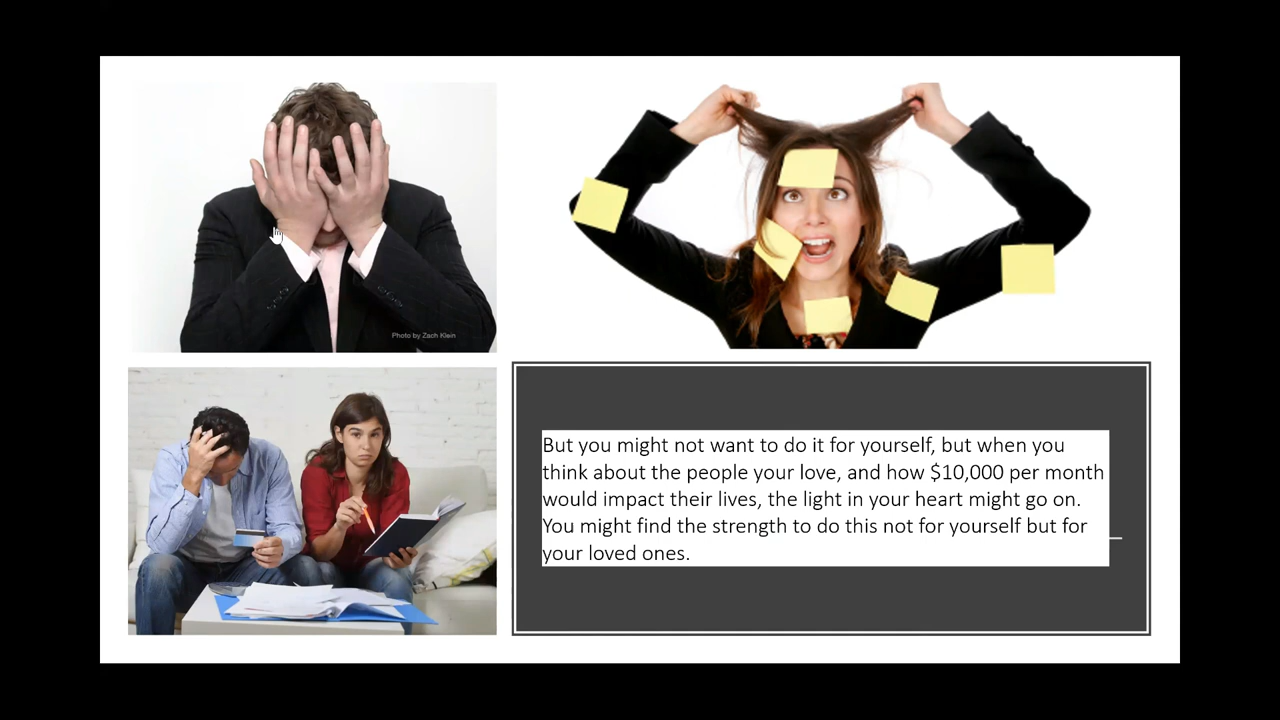 Photo by Zach Klein
But you might not want to do it for yourself, but when you
think about the people your love, and how $10,000 per month
would impact their lives, the light in your heart might go on.
You might find the strength to do this not for yourself but for
your loved ones.